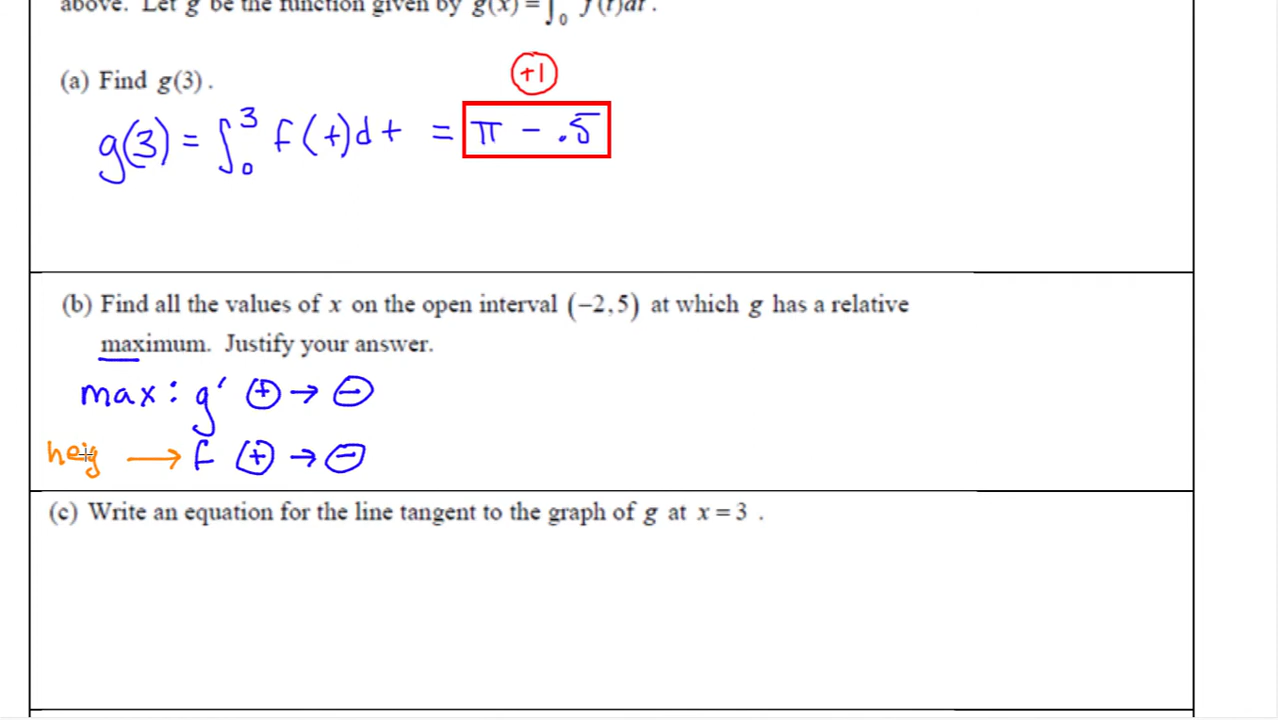 above. Let g be the function given by g(x) = ∫₀ f(t)dt .
(a) Find g(3) .
+1
g(3) = ∫₀³ f(t)dt = π - .5
(b) Find all the values of x on the open interval (−2,5) at which g has a relative
maximum. Justify your answer.
max : g′ ⊕ → ⊖
heig → f ⊕ → ⊖
(c) Write an equation for the line tangent to the graph of g at x = 3 .